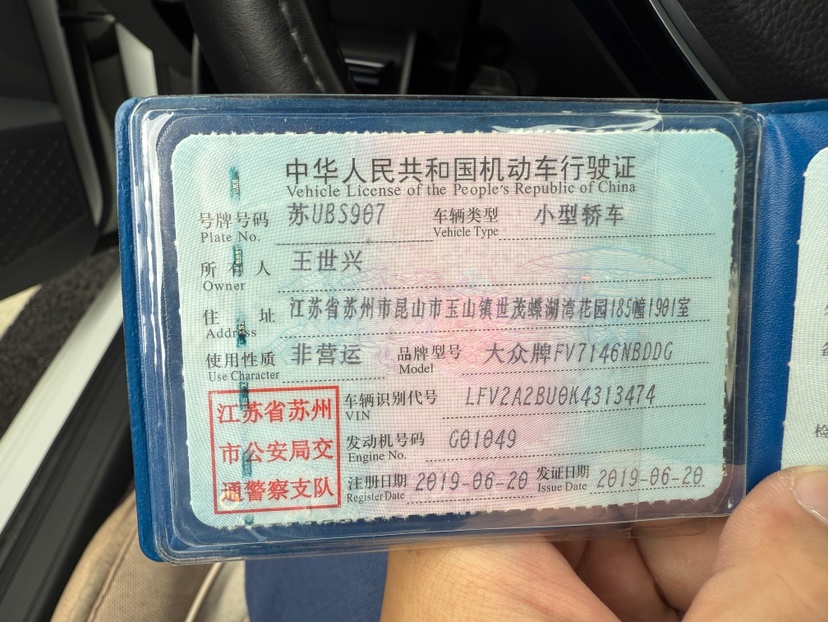 中华人民共和国机动车行驶证
Vehicle License of the People's Republic of China
号牌号码 苏UBS907 车辆类型 小型轿车
Plate No. Vehicle Type
所有人 王世兴
Owner
住址 江苏省苏州市昆山市玉山镇世茂蝶湖湾花园185幢1901室
Address
使用性质 非营运 品牌型号 大众牌FV7146NBDDG
Use Character Model
江苏省苏州
市公安局交
通警察支队
车辆识别代号 LFV2A2BU0K4313474
VIN
发动机号码 G01049
Engine No.
注册日期 2019-06-20 发证日期 2019-06-20
Register Date Issue Date
检